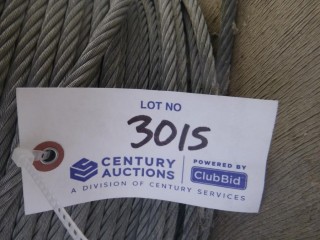 LOT NO
3015
CENTURY AUCTIONS
POWERED BY
ClubBid
A DIVISION OF CENTURY SERVICES